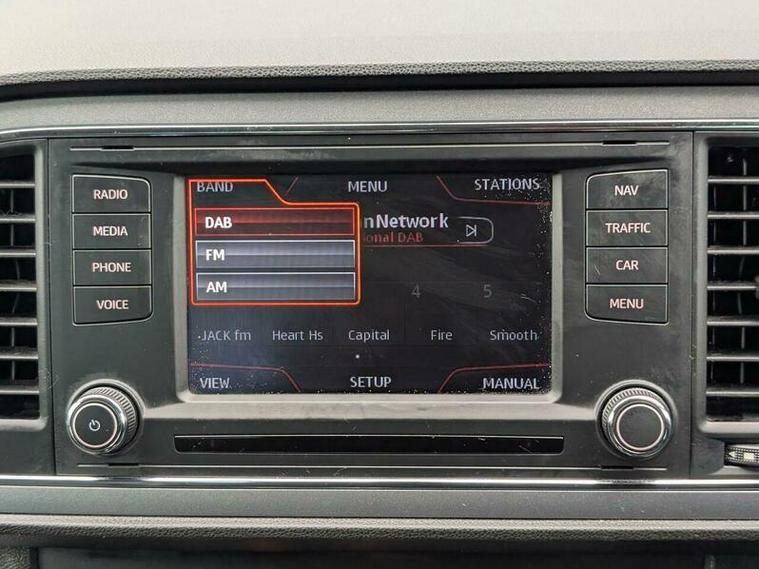 RADIO
MEDIA
PHONE
VOICE
BAND MENU STATIONS
DAB
FM
AM
nNetwork
ional DAB
4 5
JACK fm Heart Hs Capital Fire Smooth
VIEW SETUP MANUAL
NAV
TRAFFIC
CAR
MENU